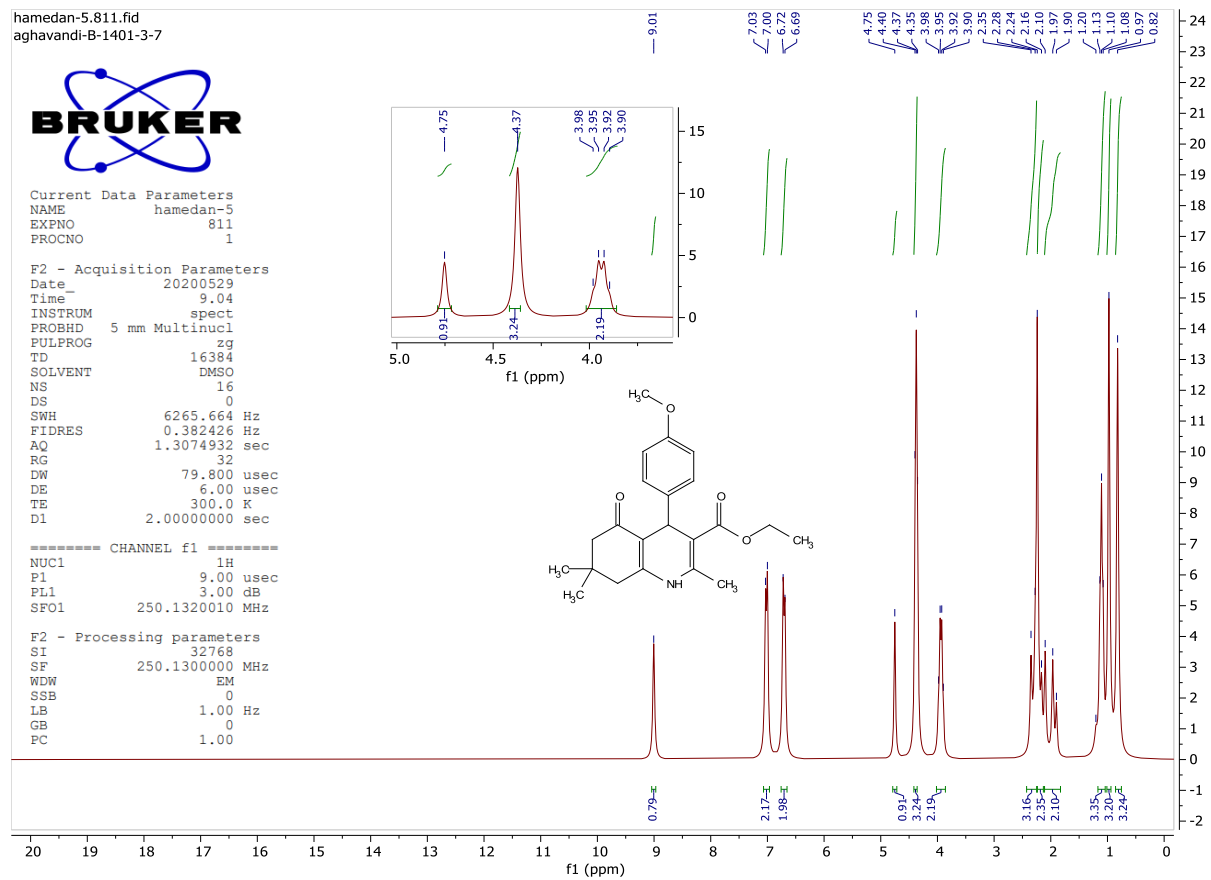 hamedan-5.811.fid
aghavandi-B-1401-3-7
BRUKER
Current Data Parameters
NAME hamedan-5
EXPNO 811
PROCNO 1
F2 - Acquisition Parameters
Date_ 20200529
Time 9.04
INSTRUM spect
PROBHD 5 mm Multinucl
PULPROG zg
TD 16384
SOLVENT DMSO
NS 16
DS 0
SWH 6265.664 Hz
FIDRES 0.382426 Hz
AQ 1.3074932 sec
RG 32
DW 79.800 usec
DE 6.00 usec
TE 300.0 K
D1 2.00000000 sec
======== CHANNEL f1 ========
NUC1 1H
P1 9.00 usec
PL1 3.00 dB
SFO1 250.1320010 MHz
F2 - Processing parameters
SI 32768
SF 250.1300000 MHz
WDW EM
SSB 0
LB 1.00 Hz
GB 0
PC 1.00
9.01
7.03
7.00
6.72
6.69
4.75
4.40
4.37
4.35
3.98
3.95
3.92
3.90
2.35
2.28
2.24
2.16
2.10
1.97
1.90
1.20
1.13
1.10
1.08
0.97
0.82
4.75
4.37
3.98
3.95
3.92
3.90
15
10
5
0
0.91
3.24
2.19
5.0 4.5 4.0
f1 (ppm)
H3C
O
O
O
O
CH3
H3C
H3C
NH
CH3
24
23
22
21
20
19
18
17
16
15
14
13
12
11
10
9
8
7
6
5
4
3
2
1
0
-1
-2
0.79
2.17
1.98
0.91
3.24
2.19
3.16
2.35
2.10
3.35
3.20
3.24
20 19 18 17 16 15 14 13 12 11 10 9 8 7 6 5 4 3 2 1 0
f1 (ppm)